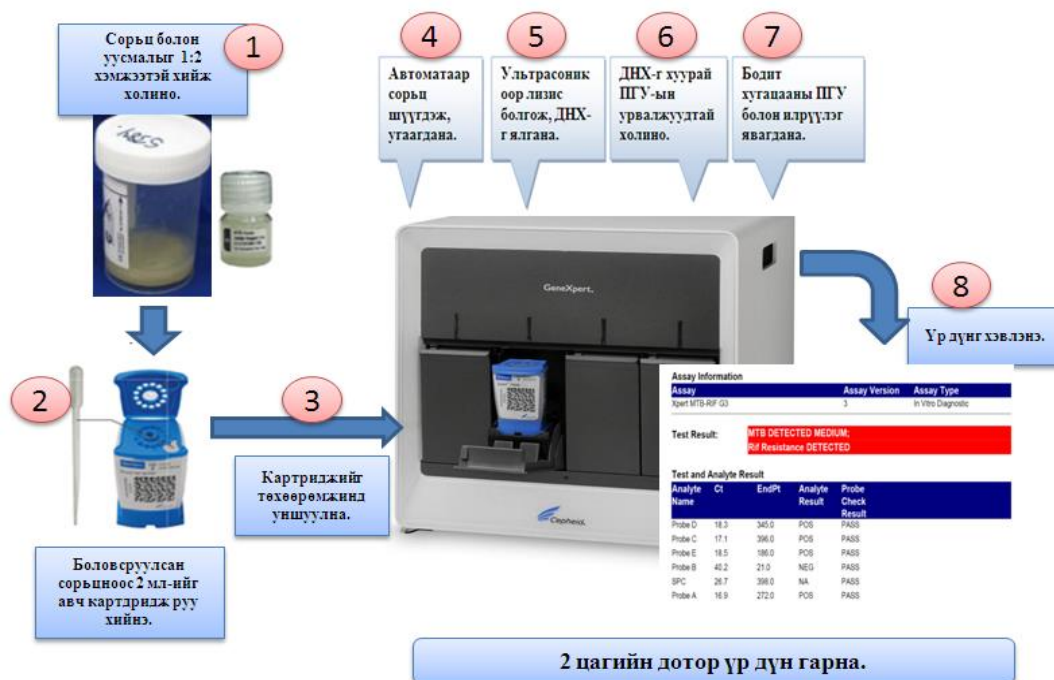 1
Сорьц болон
уусмалыг 1:2
хэмжээтэй хийж
холино.
2
Боловсруулсан
сорьцноос 2 мл-ийг
авч картдридж руу
хийнэ.
3
Картриджийг
төхөөрөмжинд
уншуулна.
4
Автоматаар
сорьц
шүүгдэж,
угаагдана.
5
Ультрасоник
оор лизис
болгож, ДНХ-
г ялгана.
6
ДНХ-г хуурай
ПГУ-ын
урвалжуудтай
холино.
7
Бодит
хугацааны ПГУ
болон илрүүлэг
явагдана.
GeneXpert
Cepheid
8
Үр дүнг хэвлэнэ.
Assay Information
Assay Assay Version Assay Type
Xpert MTB-RIF G3 3 In Vitro Diagnostic
Test Result: MTB DETECTED MEDIUM;
Rif Resistance DETECTED
Test and Analyte Result
Analyte Name Ct EndPt Analyte Result Probe Check Result
Probe D 18.3 345.0 POS PASS
Probe C 17.1 396.0 POS PASS
Probe E 18.5 186.0 POS PASS
Probe B 40.2 21.0 NEG PASS
SPC 26.7 398.0 NA PASS
Probe A 16.9 272.0 POS PASS
2 цагийн дотор үр дүн гарна.